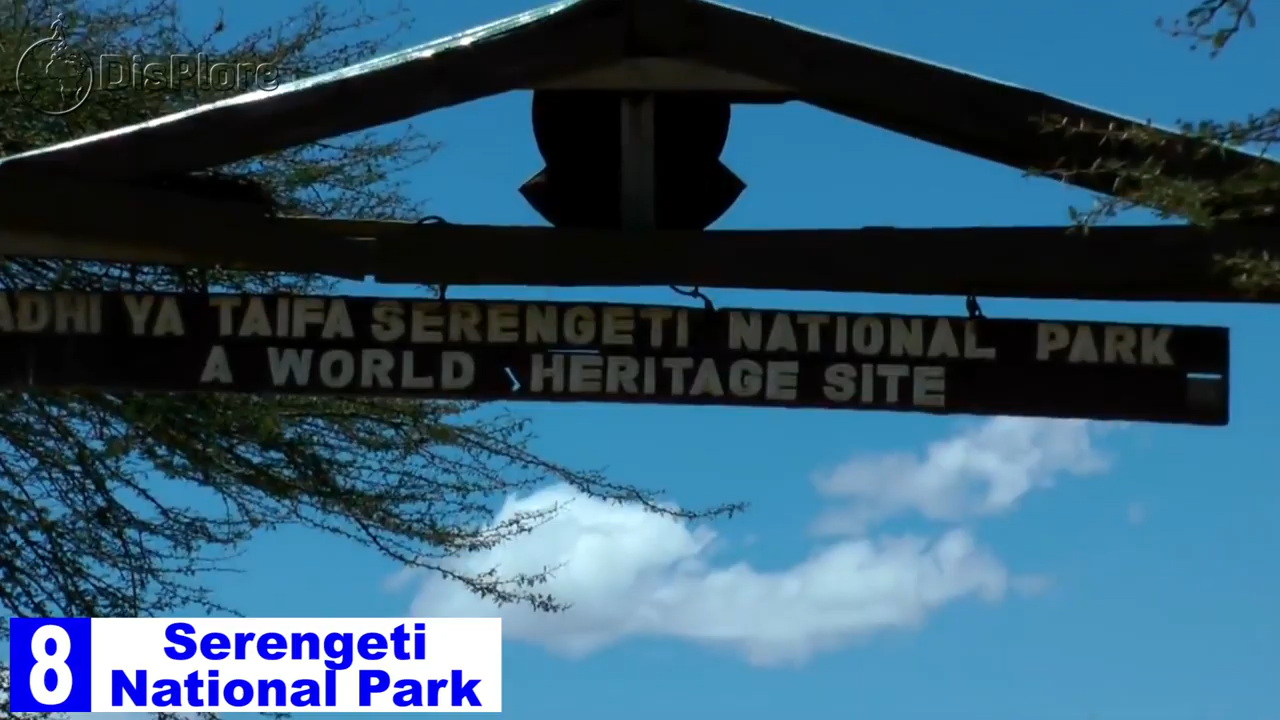 DisPlore
ADHI YA TAIFA SERENGETI NATIONAL PARK
A WORLD HERITAGE SITE
8
Serengeti
National Park